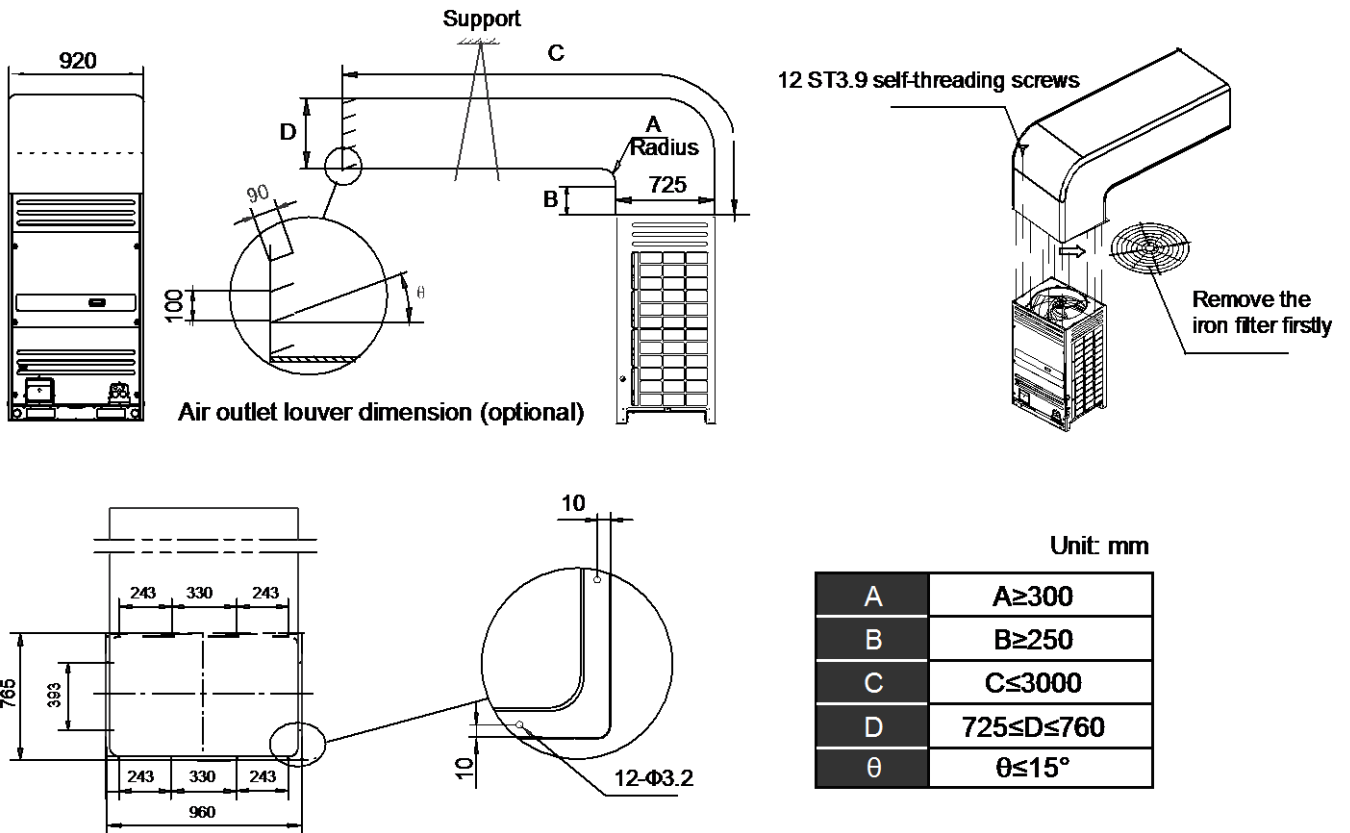 Support
920
C
12 ST3.9 self-threading screws
D
A
Radius
B
725
90
100
θ
Remove the
iron filter firstly
Air outlet louver dimension (optional)
243 330 243
765
393
243 330 243
960
10
10
12-Φ3.2
Unit: mm
A A≥300
B B≥250
C C≤3000
D 725≤D≤760
θ θ≤15°